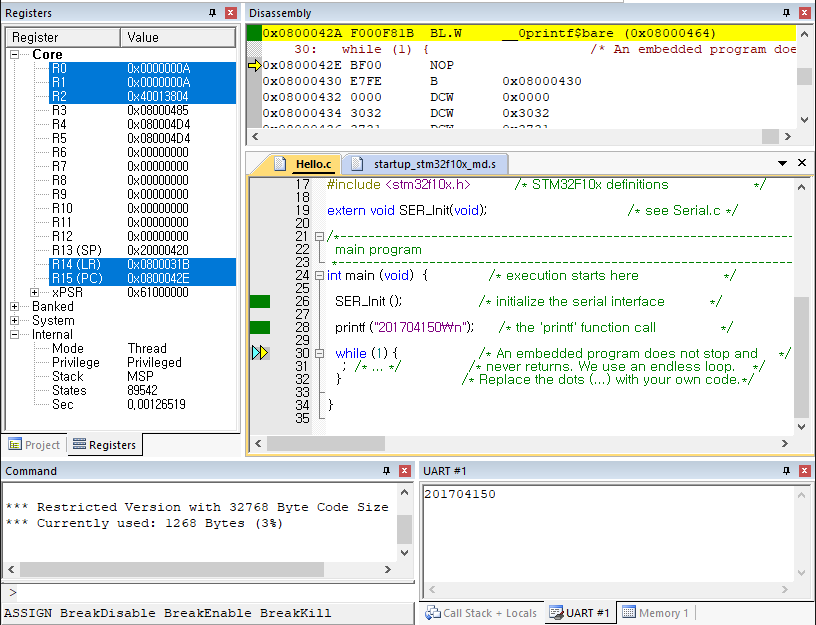 Registers
Register Value
Core
R0 0x0000000A
R1 0x0000000A
R2 0x40013804
R3 0x08000485
R4 0x080004D4
R5 0x080004D4
R6 0x00000000
R7 0x00000000
R8 0x00000000
R9 0x00000000
R10 0x00000000
R11 0x00000000
R12 0x00000000
R13 (SP) 0x20000420
R14 (LR) 0x0800031B
R15 (PC) 0x0800042E
xPSR 0x61000000
Banked
System
Internal
Mode Thread
Privilege Privileged
Stack MSP
States 89542
Sec 0,00126519
Project Registers
Disassembly
0x0800042A F000F81B BL.W __0printf$bare (0x08000464)
30: while (1) { /* An embedded program doe
0x0800042E BF00 NOP
0x08000430 E7FE B 0x08000430
0x08000432 0000 DCW 0x0000
0x08000434 3032 DCW 0x3032
0x08000436 3731 DCW 0x3731
Hello.c startup_stm32f10x_md.s
17 #include <stm32f10x.h> /* STM32F10x definitions */
18
19 extern void SER_Init(void); /* see Serial.c */
20
21 /*----------------------------------------------------------
22 main program
23 *----------------------------------------------------------
24 int main (void) { /* execution starts here */
25
26 SER_Init (); /* initialize the serial interface */
27
28 printf ("201704150₩n"); /* the 'printf' function call */
29
30 while (1) { /* An embedded program does not stop and */
31 ; /* ... */ /* never returns. We use an endless loop. */
32 } /* Replace the dots (...) with your own code.*/
33
34 }
35
Command
*** Restricted Version with 32768 Byte Code Size
*** Currently used: 1268 Bytes (3%)
>
ASSIGN BreakDisable BreakEnable BreakKill
UART #1
201704150
Call Stack + Locals UART #1 Memory 1